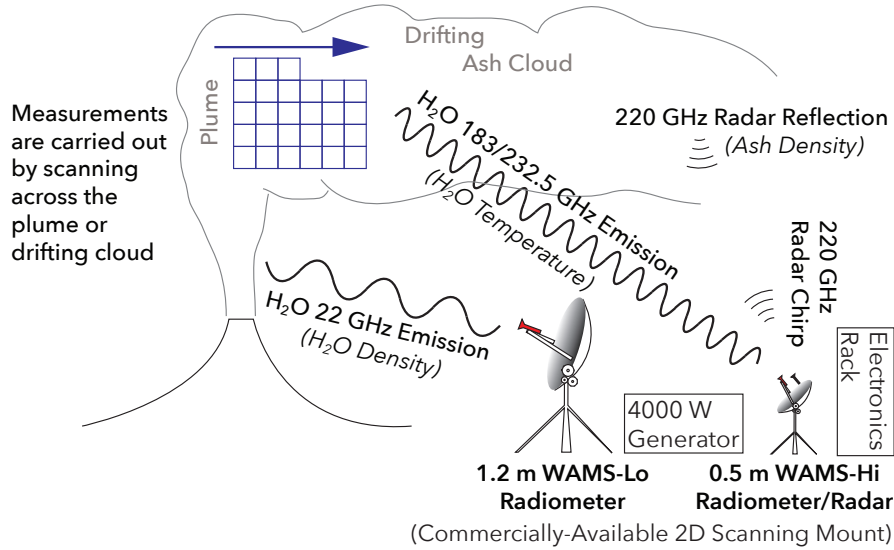 Drifting
Ash Cloud
Plume
Measurements
are carried out
by scanning
across the
plume or
drifting cloud
H₂O 183/232.5 GHz Emission
(H₂O Temperature)
220 GHz Radar Reflection
(Ash Density)
220 GHz
Radar Chirp
H₂O 22 GHz Emission
(H₂O Density)
Electronics
Rack
4000 W
Generator
1.2 m WAMS-Lo
Radiometer
0.5 m WAMS-Hi
Radiometer/Radar
(Commercially-Available 2D Scanning Mount)